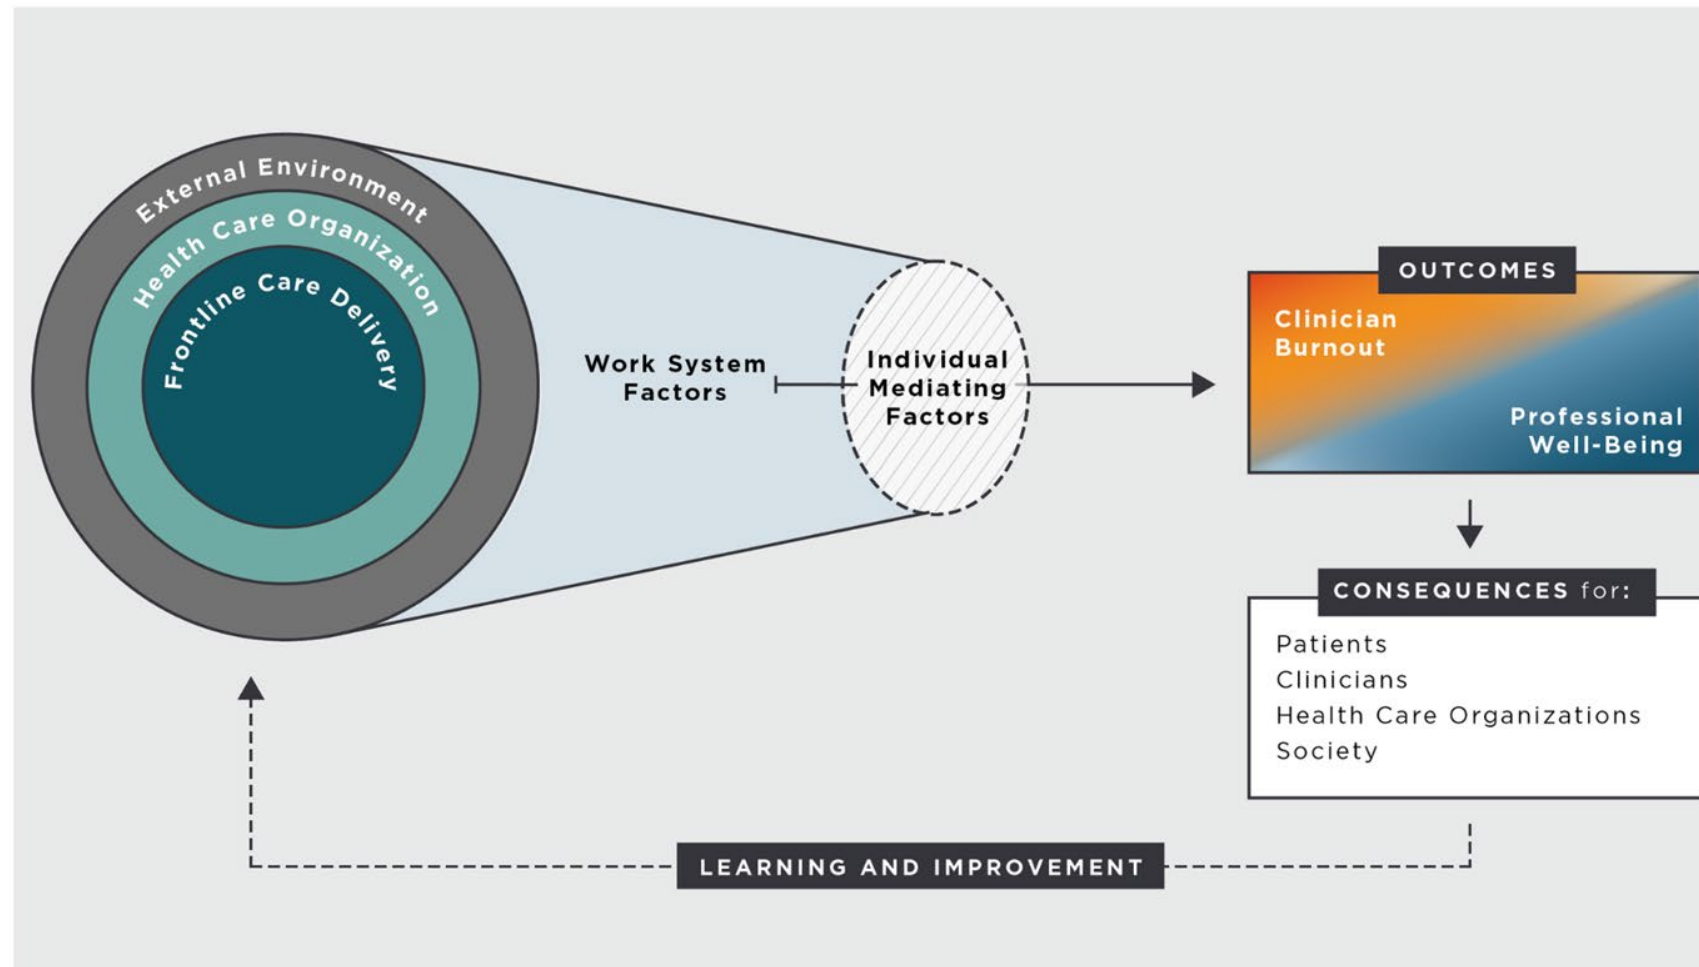 External Environment
Health Care Organization
Frontline Care Delivery
Work System
Factors
Individual
Mediating
Factors
OUTCOMES
Clinician
Burnout
Professional
Well-Being
CONSEQUENCES for:
Patients
Clinicians
Health Care Organizations
Society
LEARNING AND IMPROVEMENT